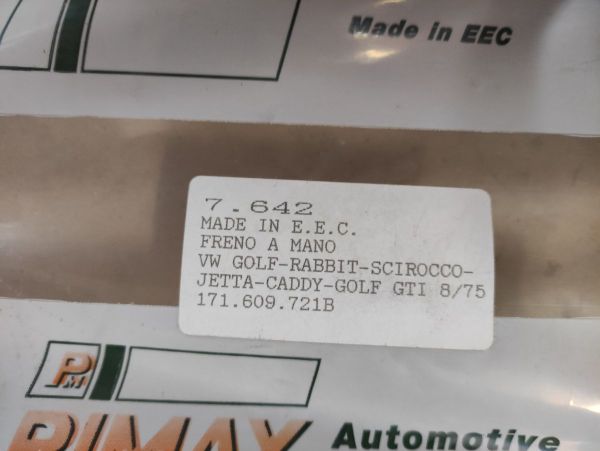 Made in EEC
7.642
MADE IN E.E.C.
FRENO A MANO
VW GOLF-RABBIT-SCIROCCO-
JETTA-CADDY-GOLF GTI 8/75
171.609.721B
PM
RIMAX Automotive